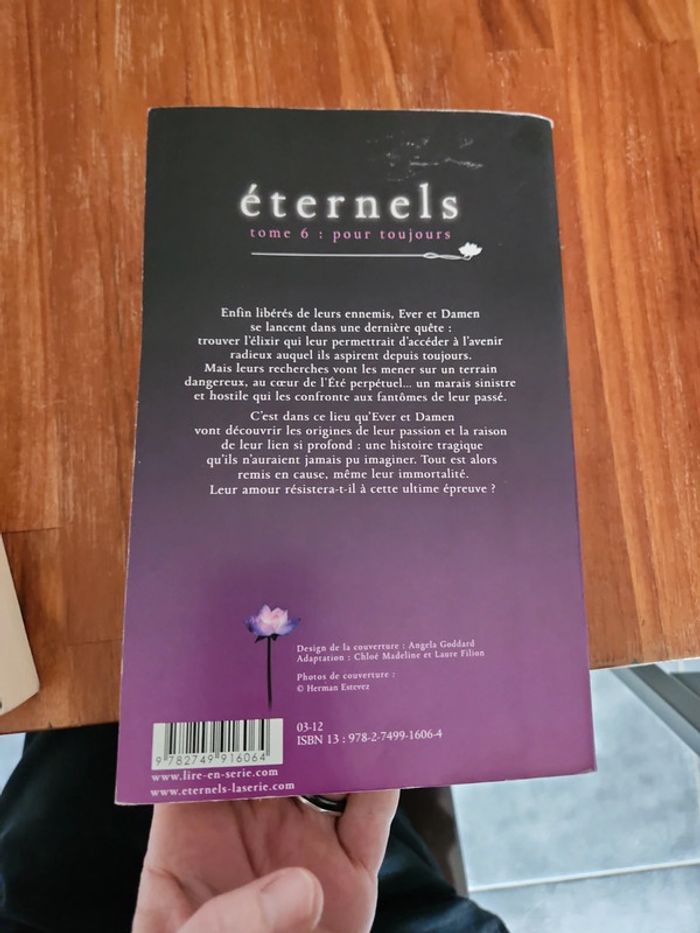 éternels
tome 6 : pour toujours
Enfin libérés de leurs ennemis, Ever et Damen
se lancent dans une dernière quête :
trouver l'élixir qui leur permettrait d'accéder à l'avenir
radieux auquel ils aspirent depuis toujours.
Mais leurs recherches vont les mener sur un terrain
dangereux, au cœur de l'Été perpétuel... un marais sinistre
et hostile qui les confronte aux fantômes de leur passé.
C'est dans ce lieu qu'Ever et Damen
vont découvrir les origines de leur passion et la raison
de leur lien si profond : une histoire tragique
qu'ils n'auraient jamais pu imaginer. Tout est alors
remis en cause, même leur immortalité.
Leur amour résistera-t-il à cette ultime épreuve ?
Design de la couverture : Angela Goddard
Adaptation : Chloé Madeline et Laure Filion
Photos de couverture :
© Herman Estevez
03-12
ISBN 13 : 978-2-7499-1606-4
9 782749 916064
www.lire-en-serie.com
www.eternels-laserie.com